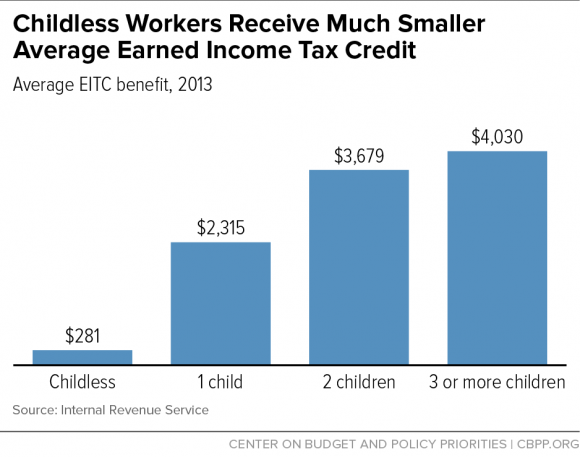 Childless Workers Receive Much Smaller
Average Earned Income Tax Credit
Average EITC benefit, 2013
$4,030
$3,679
$2,315
$281
Childless
1 child
2 children
3 or more children
Source: Internal Revenue Service
CENTER ON BUDGET AND POLICY PRIORITIES | CBPP.ORG